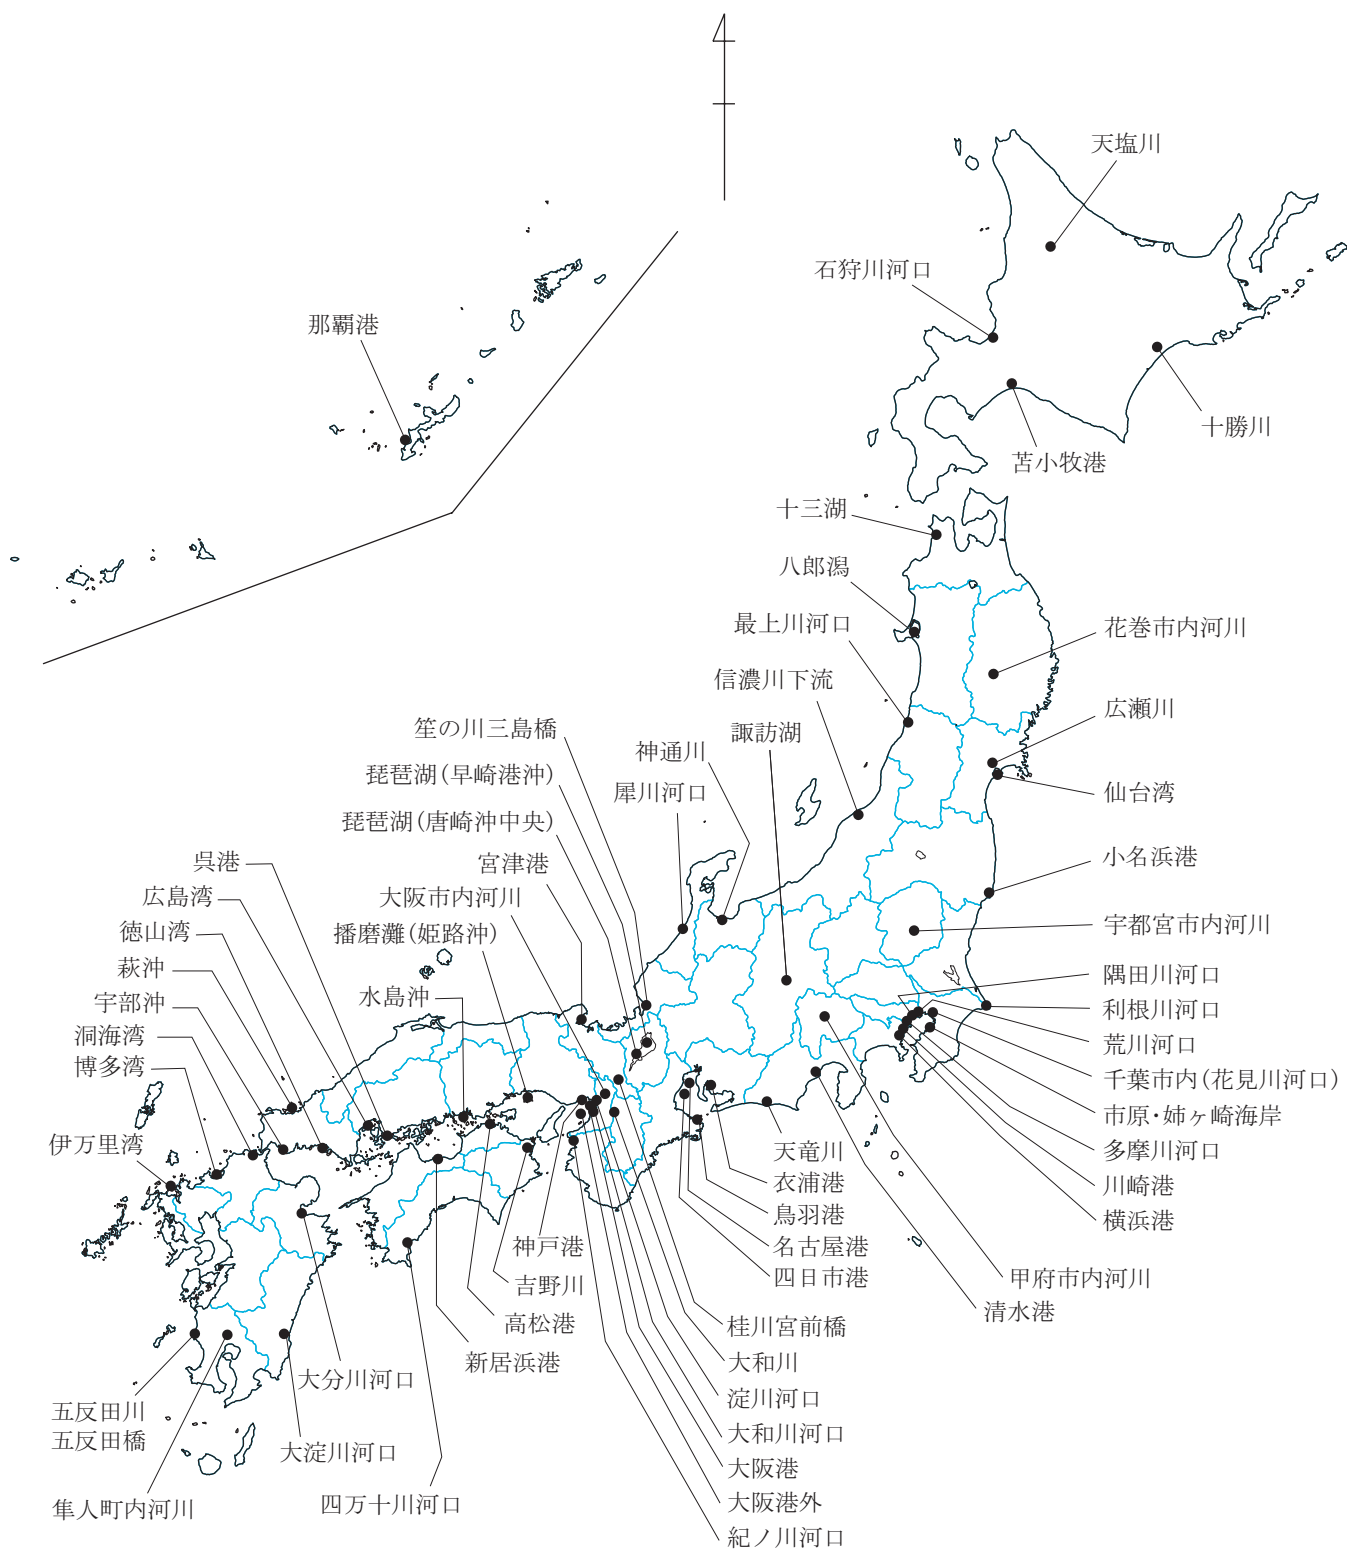 天塩川
石狩川河口
那覇港
十勝川
苫小牧港
十三湖
八郎潟
最上川河口
花巻市内河川
信濃川下流
広瀬川
笙の川三島橋
諏訪湖
神通川
琵琶湖(早崎港沖)
犀川河口
仙台湾
琵琶湖(唐崎沖中央)
呉港
宮津港
小名浜港
広島湾
大阪市内河川
徳山湾
播磨灘(姫路沖)
宇都宮市内河川
萩沖
隅田川河口
宇部沖
水島沖
利根川河口
洞海湾
荒川河口
博多湾
千葉市内(花見川河口)
市原・姉ヶ崎海岸
伊万里湾
天竜川
多摩川河口
衣浦港
川崎港
鳥羽港
横浜港
神戸港
名古屋港
吉野川
四日市港
甲府市内河川
高松港
清水港
桂川宮前橋
新居浜港
大和川
大分川河口
淀川河口
五反田川
五反田橋
大和川河口
大淀川河口
大阪港
四万十川河口
大阪港外
隼人町内河川
紀ノ川河口